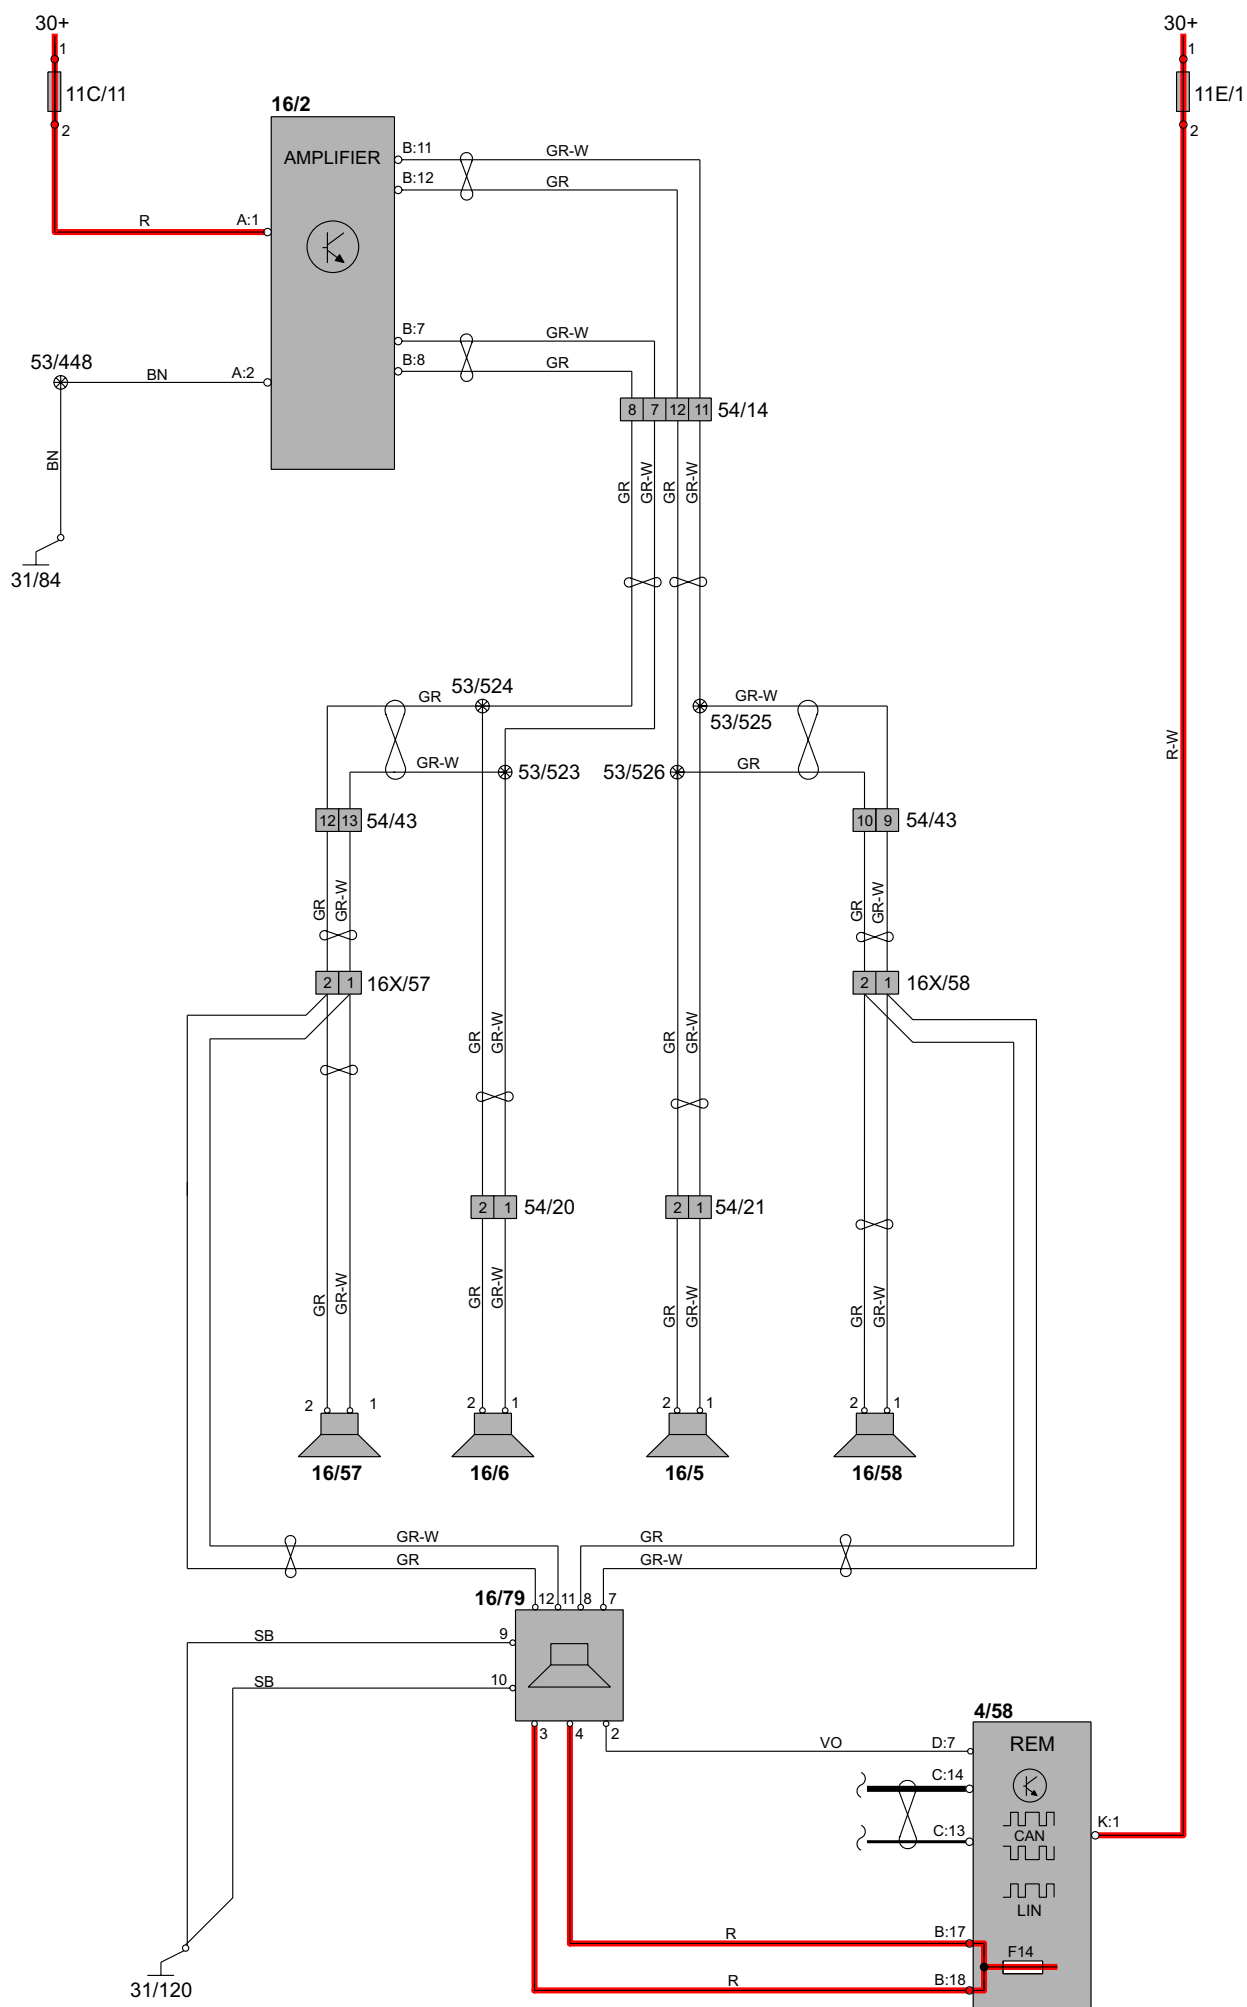 30+
30+
1
1
11C/11
11E/1
2
2
16/2
AMPLIFIER
B:11
GR-W
B:12
GR
R
A:1
B:7
GR-W
B:8
GR
53/448
BN
A:2
8 7 12 11
54/14
BN
GR
GR-W
GR
GR-W
31/84
53/524
GR
GR-W
53/525
R-W
GR-W
53/523
53/526
GR
12 13
54/43
10 9
54/43
GR
GR-W
GR
GR-W
2 1
16X/57
2 1
16X/58
GR
GR-W
GR
GR-W
2 1
54/20
2 1
54/21
GR
GR-W
GR
GR-W
GR
GR-W
GR
GR-W
2
1
2
1
2
1
2
1
16/57
16/6
16/5
16/58
GR-W
GR
GR
GR-W
16/79
12
11
8
7
SB
9
SB
10
3
4
2
4/58
VO
D:7
REM
C:14
C:13
CAN
K:1
LIN
R
B:17
F14
R
B:18
31/120